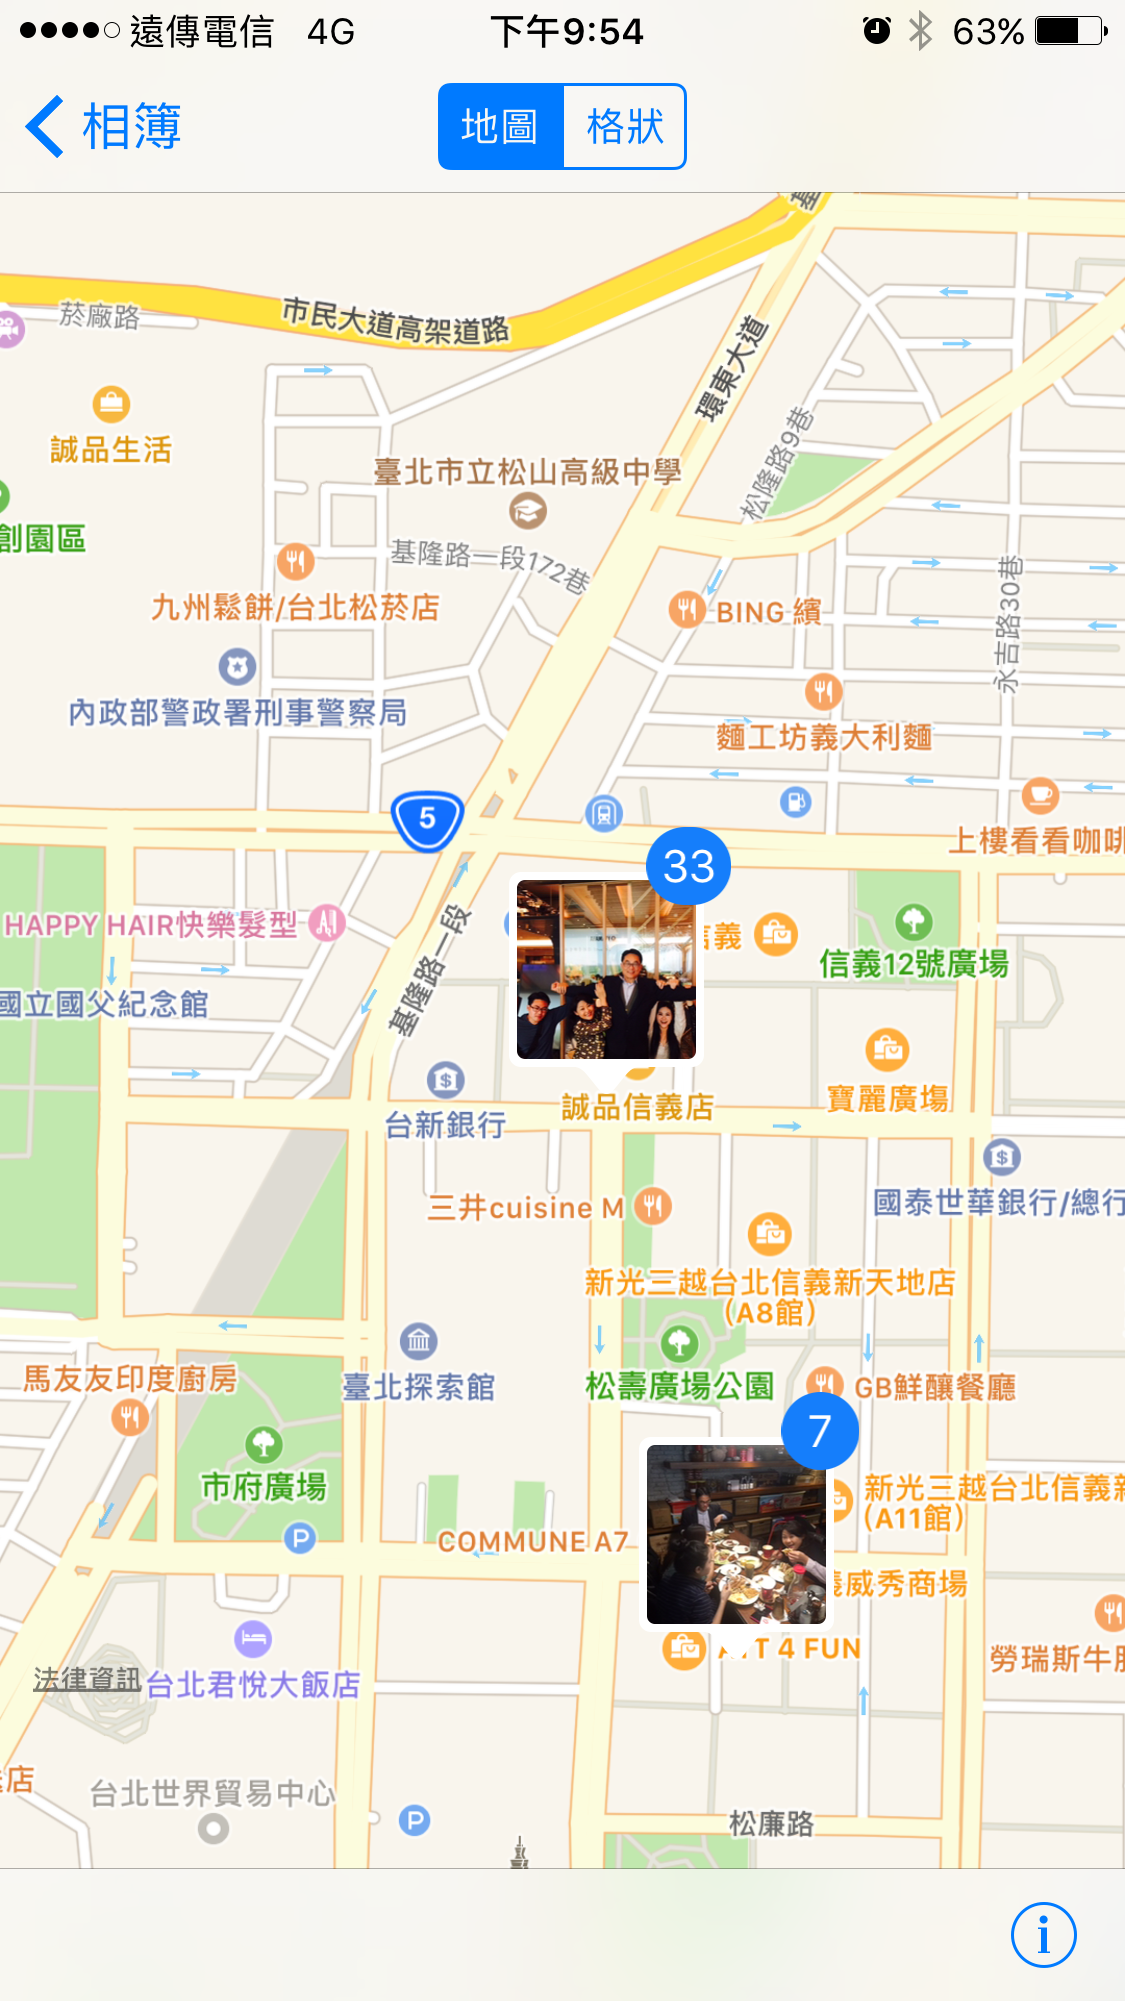 遠傳電信 4G 下午9:54 63%
相簿
地圖 格狀
基
菸廠路
市民大道高架道路
環東大道
誠品生活
松隆路9巷
臺北市立松山高級中學
創園區
基隆路一段172巷
永吉路30巷
九州鬆餅/台北松菸店
BING 繽
內政部警政署刑事警察局
麵工坊義大利麵
5
上樓看看咖啡
33
HAPPY HAIR快樂髮型
信義
信義12號廣場
基隆路一段
國立國父紀念館
台新銀行
誠品信義店
寶麗廣塲
三井cuisine M
國泰世華銀行/總行
新光三越台北信義新天地店
(A8館)
馬友友印度廚房
臺北探索館
松壽廣場公園
GB鮮釀餐廳
7
市府廣場
新光三越台北信義新
(A11館)
P
COMMUNE A7
義威秀商場
ART 4 FUN
勞瑞斯牛肋
法律資訊
台北君悅大飯店
店
台北世界貿易中心
P
松廉路
i